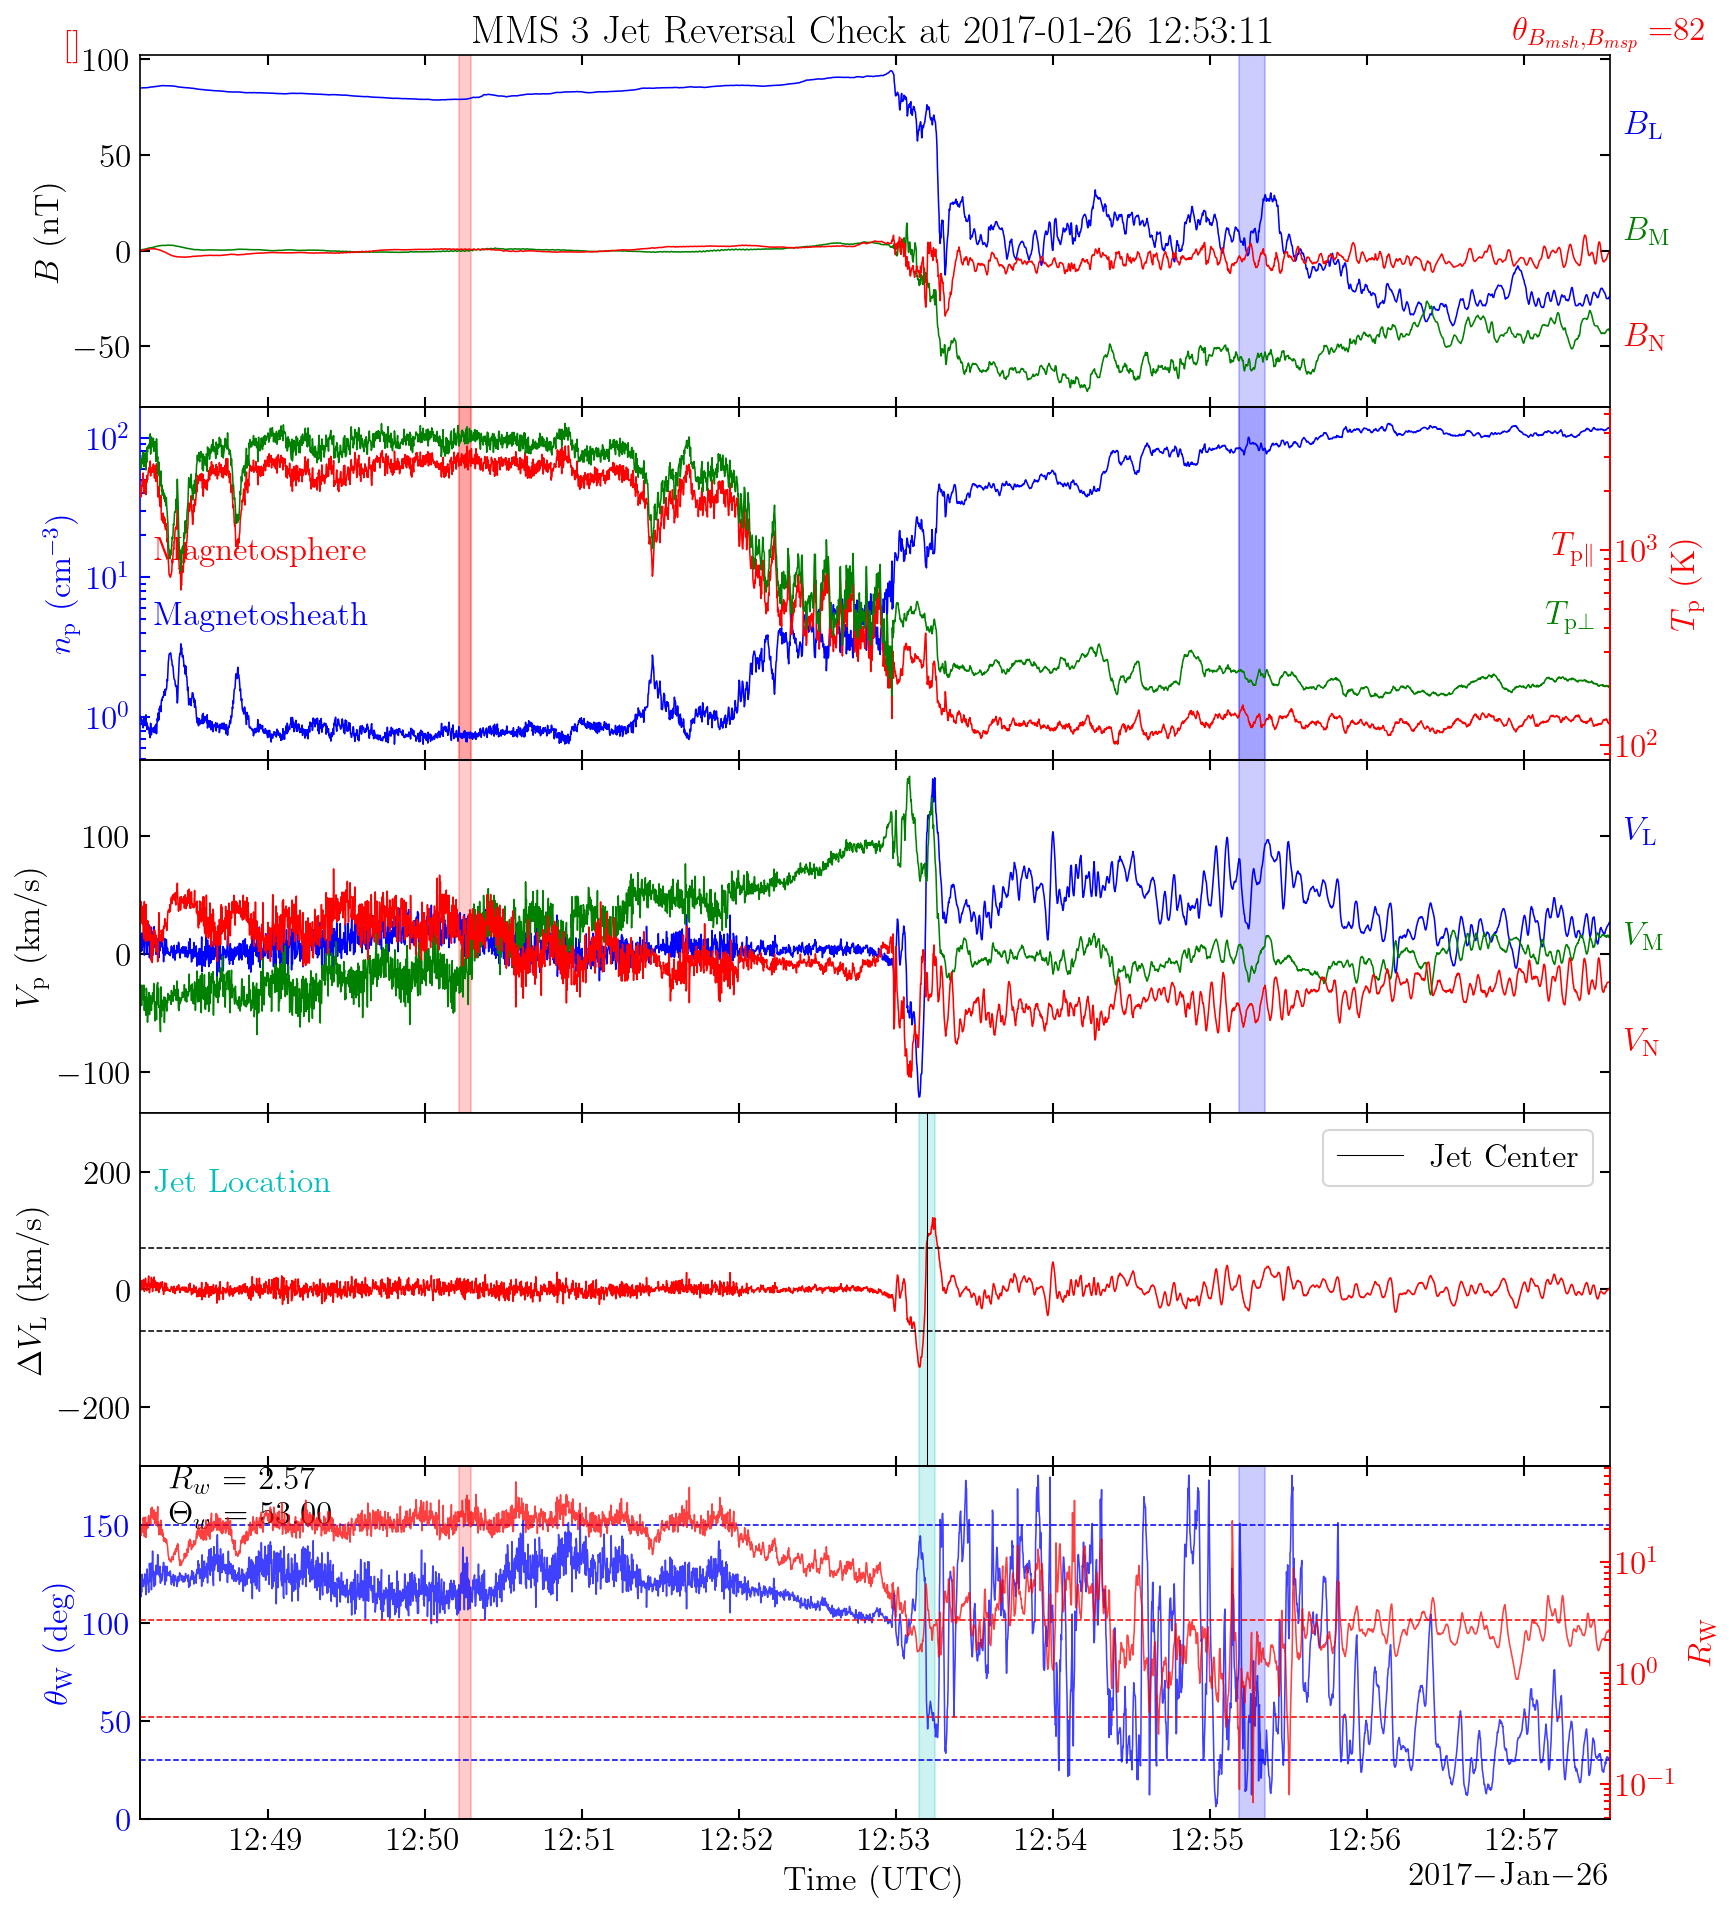 MMS 3 Jet Reversal Check at 2017-01-26 12:53:11
θ_{B_{msh},B_{msp}} =82
100
50
0
−50
B (nT)
B_L
B_M
B_N
10^2
10^1
10^0
n_p (cm^{−3})
Magnetosphere
Magnetosheath
T_{p∥}
T_{p⊥}
10^3
10^2
T_p (K)
100
0
−100
V_p (km/s)
V_L
V_M
V_N
200
0
−200
ΔV_L (km/s)
Jet Location
Jet Center
R_w = 2.57
Θ_w = 53.00
150
100
50
0
θ_W (deg)
10^1
10^0
10^{−1}
R_W
12:49 12:50 12:51 12:52 12:53 12:54 12:55 12:56 12:57
Time (UTC)
2017−Jan−26